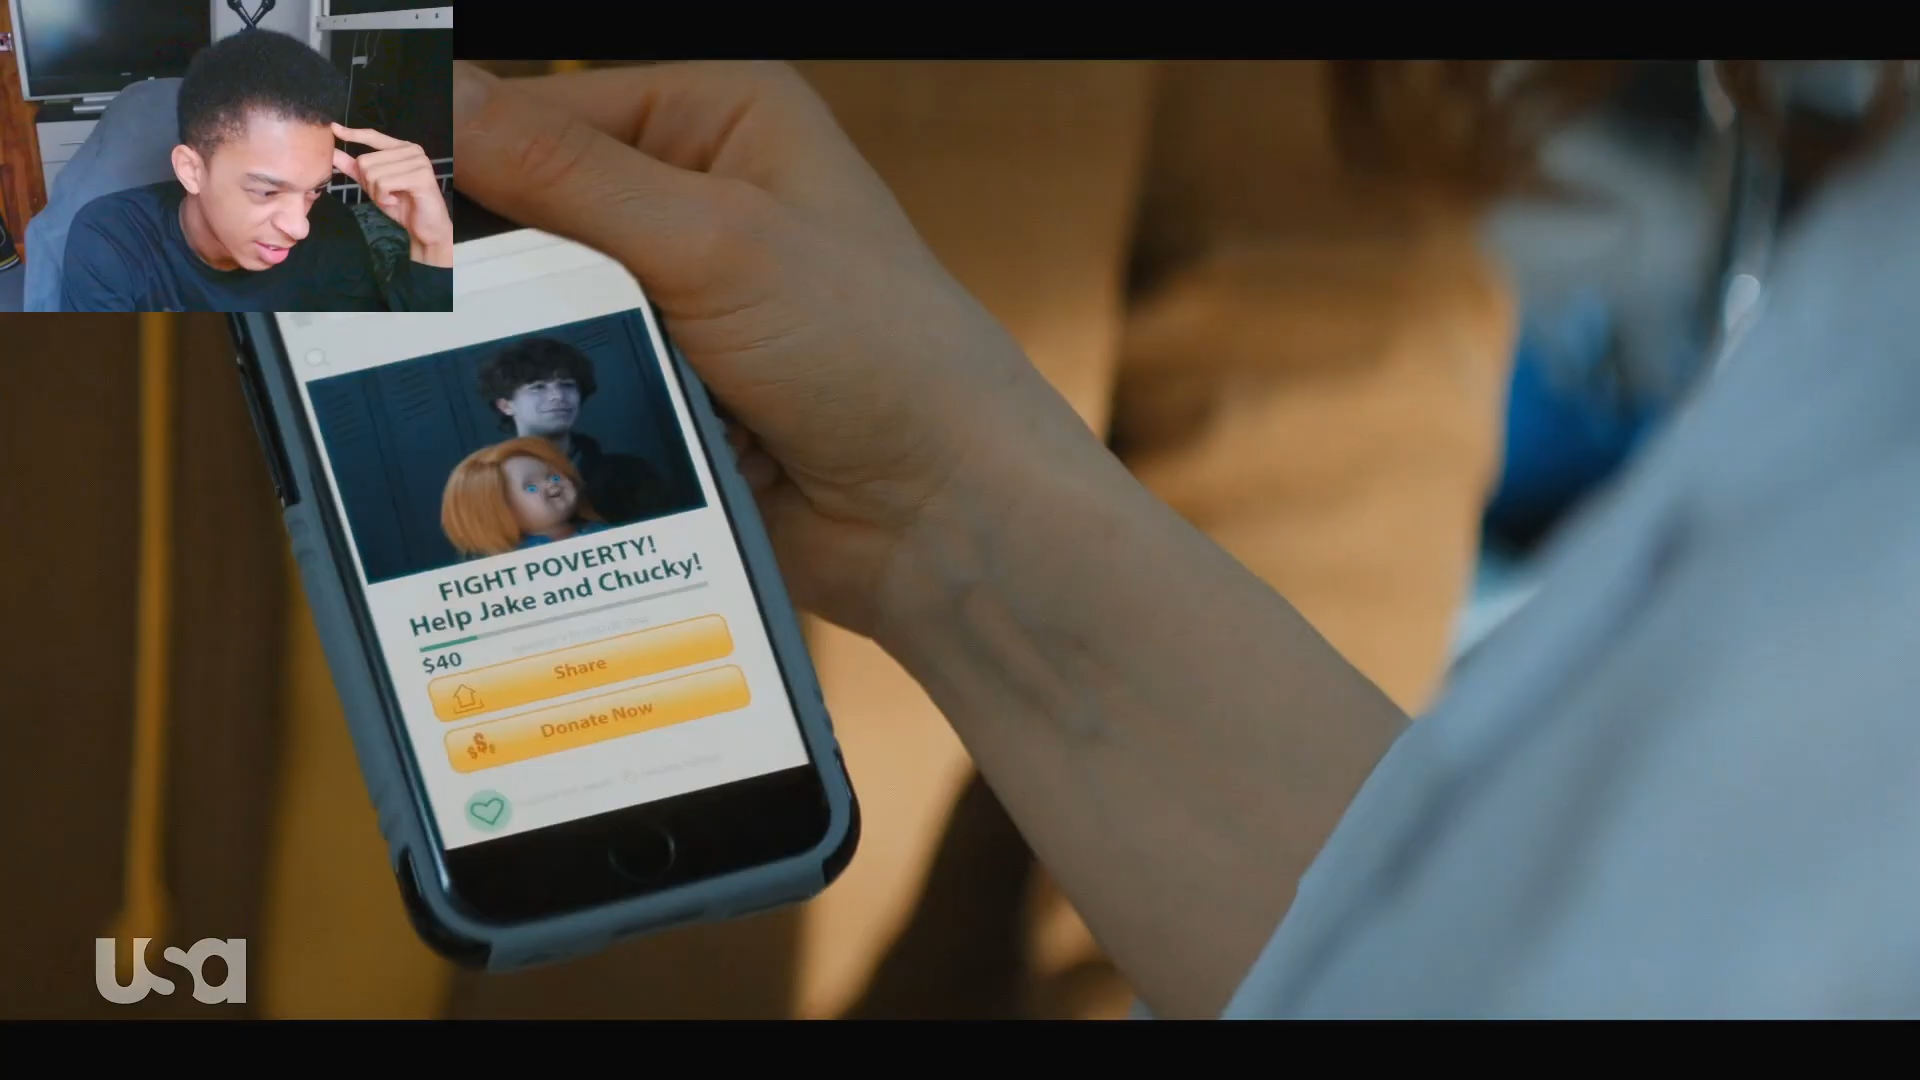 FIGHT POVERTY!
Help Jake and Chucky!
$40
Share
Donate Now
usa